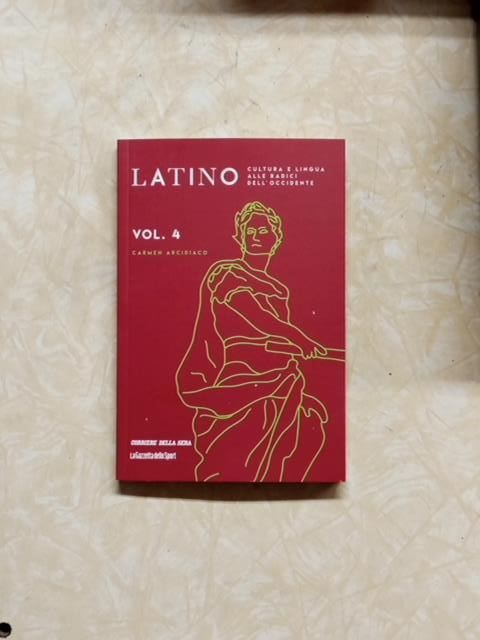 LATINO
CULTURA E LINGUA
ALLE RADICI
DELL'OCCIDENTE
VOL. 4
CARMEN ARCIDIACO
CORRIERE DELLA SERA
La Gazzetta dello Sport